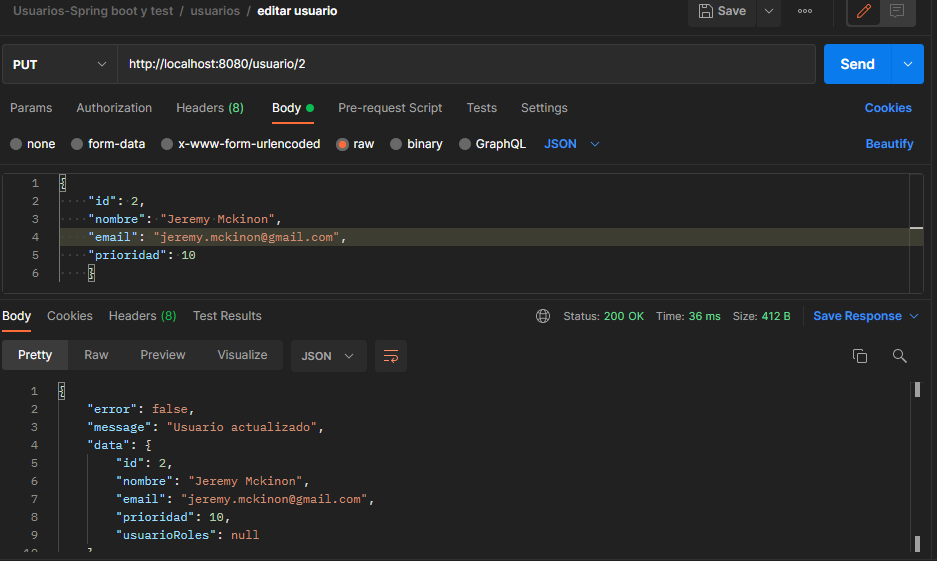 Usuarios-Spring boot y test / usuarios / editar usuario
Save
PUT
http://localhost:8080/usuario/2
Send
Params Authorization Headers (8) Body Pre-request Script Tests Settings Cookies
none form-data x-www-form-urlencoded raw binary GraphQL JSON Beautify
1 {
2 "id": 2,
3 "nombre": "Jeremy Mckinon",
4 "email": "jeremy.mckinon@gmail.com",
5 "prioridad": 10
6 }
Body Cookies Headers (8) Test Results Status: 200 OK Time: 36 ms Size: 412 B Save Response
Pretty Raw Preview Visualize JSON
1 {
2 "error": false,
3 "message": "Usuario actualizado",
4 "data": {
5 "id": 2,
6 "nombre": "Jeremy Mckinon",
7 "email": "jeremy.mckinon@gmail.com",
8 "prioridad": 10,
9 "usuarioRoles": null